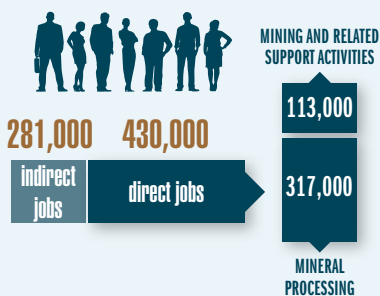 MINING AND RELATED
SUPPORT ACTIVITIES
113,000
281,000 430,000
indirect
jobs
direct jobs
317,000
MINERAL
PROCESSING